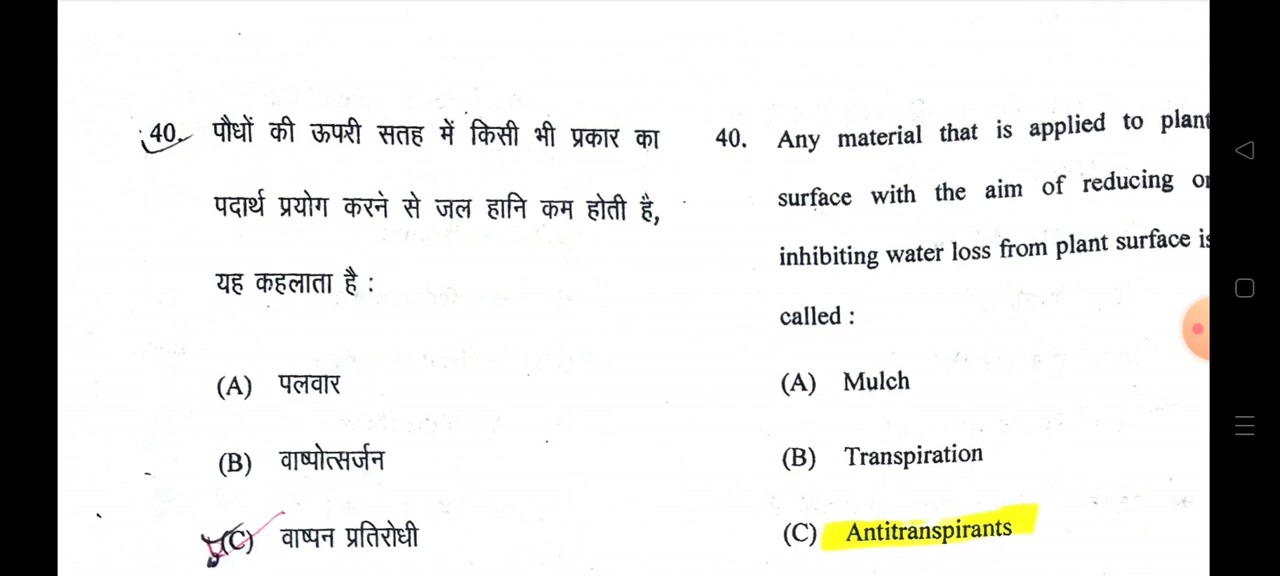 40. पौधों की ऊपरी सतह में किसी भी प्रकार का
पदार्थ प्रयोग करने से जल हानि कम होती है,
यह कहलाता है :
(A) पलवार
(B) वाष्पोत्सर्जन
(C) वाष्पन प्रतिरोधी
40. Any material that is applied to plant
surface with the aim of reducing or
inhibiting water loss from plant surface is
called :
(A) Mulch
(B) Transpiration
(C) Antitranspirants